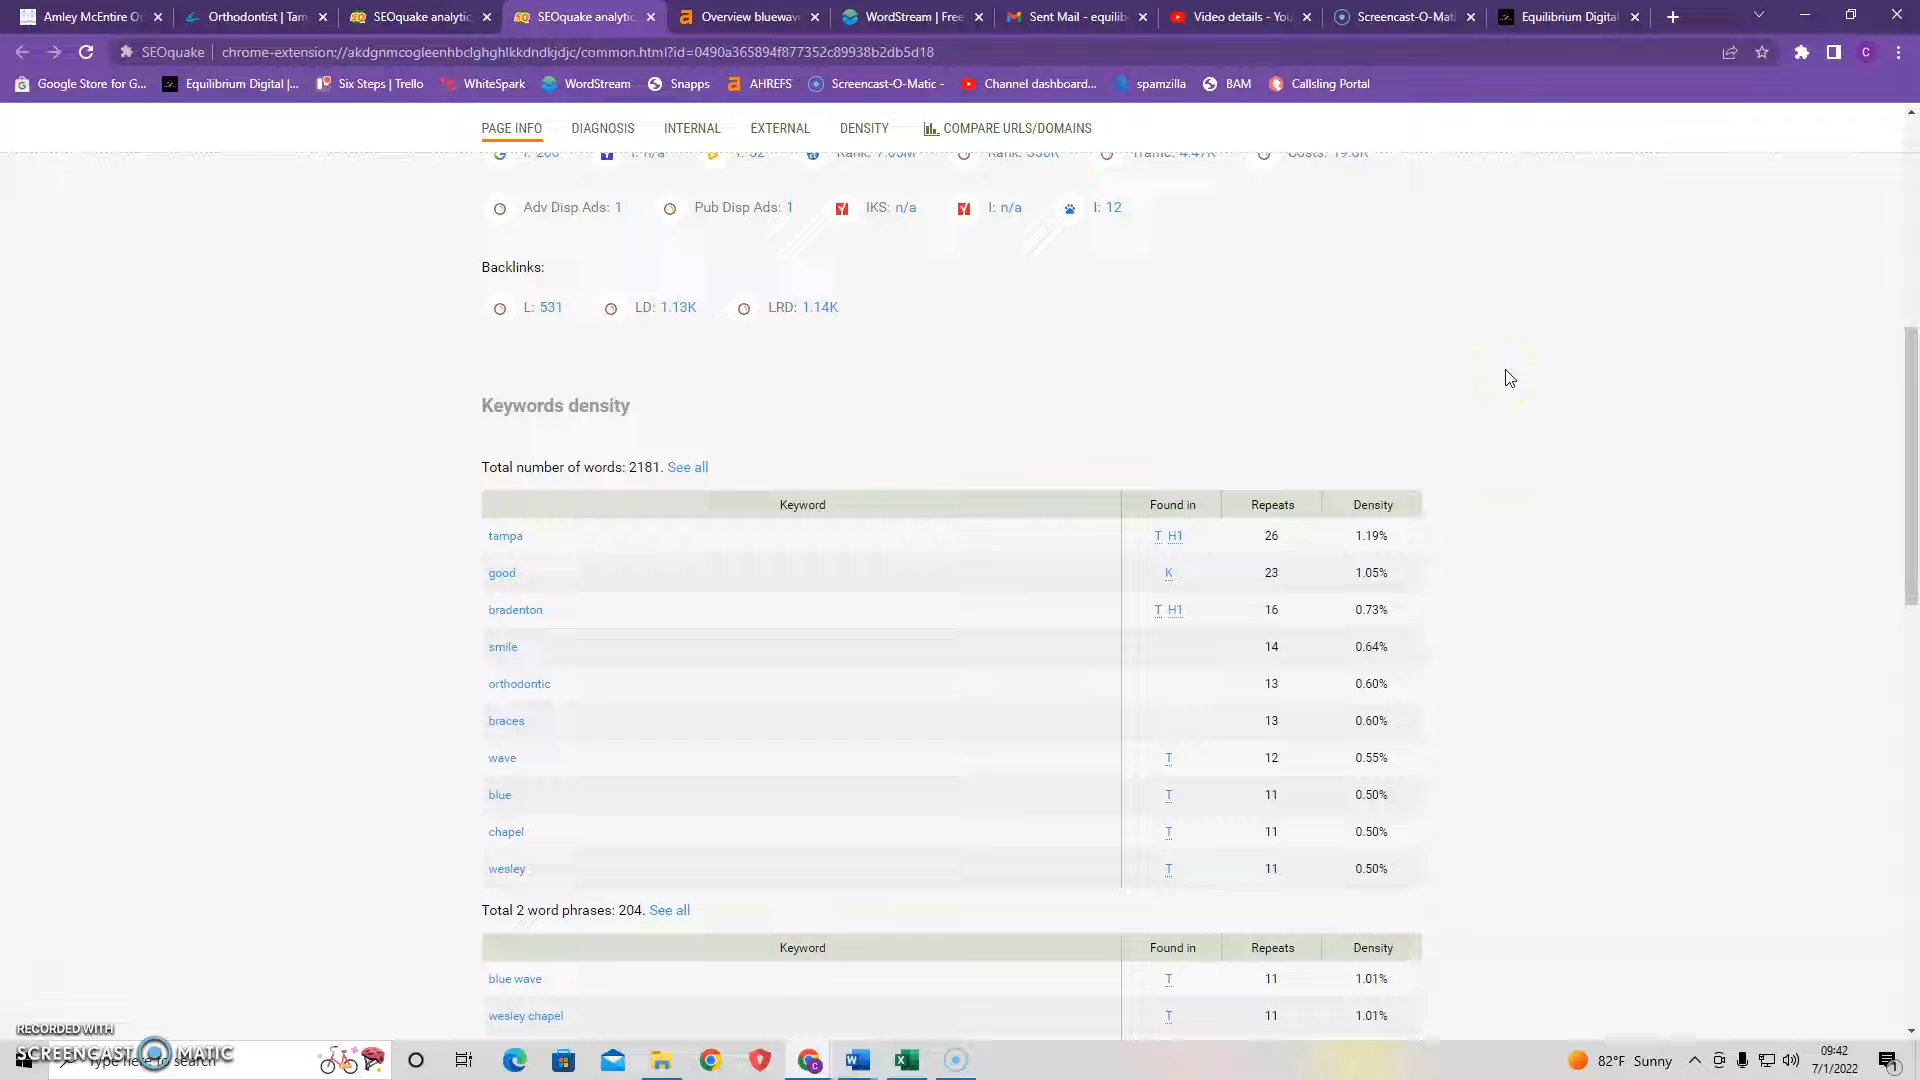 Amley McEntire O
Orthodontist | Tam
SEOquake analytic
SEOquake analytic
Overview bluewav
WordStream | Free
Sent Mail - equilib
Video details - You
Screencast-O-Mati
Equilibrium Digital
SEOquake
chrome-extension://akdgnmcogleenhbclghghlkkdndkjdjc/common.html?id=0490a365894f877352c89938b2db5d18
C
Google Store for G...
Equilibrium Digital |...
Six Steps | Trello
WhiteSpark
WordStream
Snapps
AHREFS
Screencast-O-Matic -
Channel dashboard...
spamzilla
BAM
Callsling Portal
PAGE INFO DIAGNOSIS INTERNAL EXTERNAL DENSITY COMPARE URLS/DOMAINS
Adv Disp Ads: 1 Pub Disp Ads: 1 IKS: n/a I: n/a I: 12
Backlinks:
L: 531 LD: 1.13K LRD: 1.14K
Keywords density
Total number of words: 2181. See all
Keyword Found in Repeats Density
tampa T H1 26 1.19%
good K 23 1.05%
bradenton T H1 16 0.73%
smile 14 0.64%
orthodontic 13 0.60%
braces 13 0.60%
wave T 12 0.55%
blue T 11 0.50%
chapel T 11 0.50%
wesley T 11 0.50%
Total 2 word phrases: 204. See all
Keyword Found in Repeats Density
blue wave T 11 1.01%
wesley chapel T 11 1.01%
RECORDED WITH
SCREENCAST MATIC
Type here to search
82°F Sunny
09:42
7/1/2022